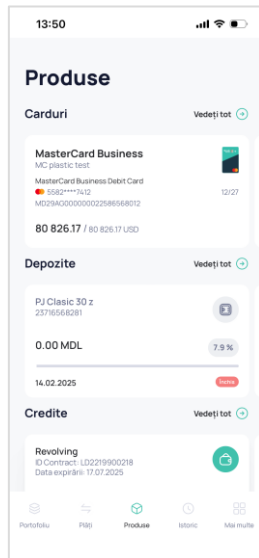 13:50
Produse
Carduri
Vedeți tot
MasterCard Business
MC plastic test
MasterCard Business Debit Card
5582****7412
12/27
MD29AG000000022586568012
80 826.17 / 80 826.17 USD
Depozite
Vedeți tot
PJ Clasic 30 z
23716568281
0.00 MDL
7.9 %
14.02.2025
Închis
Credite
Vedeți tot
Revolving
ID Contract: LD2219900218
Data expirării: 17.07.2025
Portofoliu
Plăți
Produse
Istoric
Mai multe